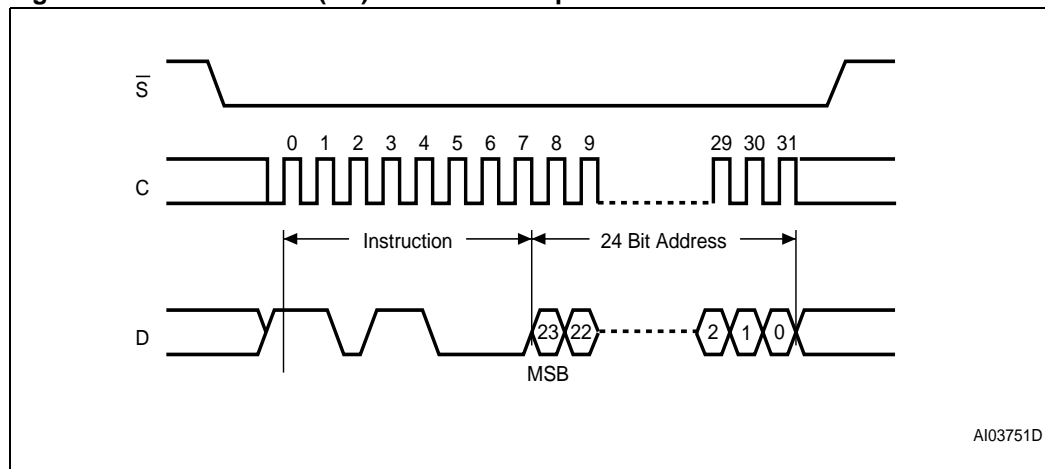 S̅
0 1 2 3 4 5 6 7 8 9 29 30 31
C
Instruction 24 Bit Address
D 23 22 2 1 0
MSB
AI03751D